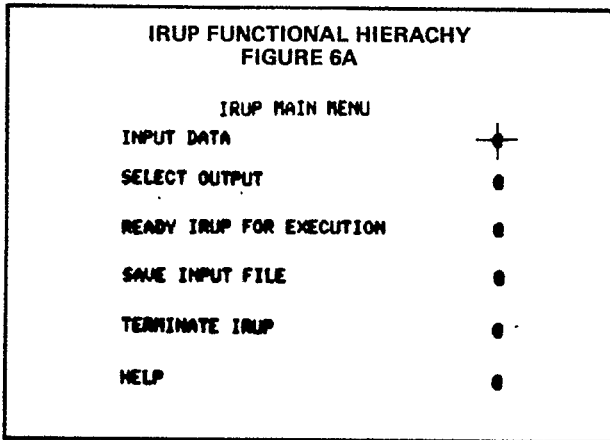 IRUP FUNCTIONAL HIERACHY
FIGURE 6A
IRUP MAIN MENU
INPUT DATA
SELECT OUTPUT
READY IRUP FOR EXECUTION
SAVE INPUT FILE
TERMINATE IRUP
HELP